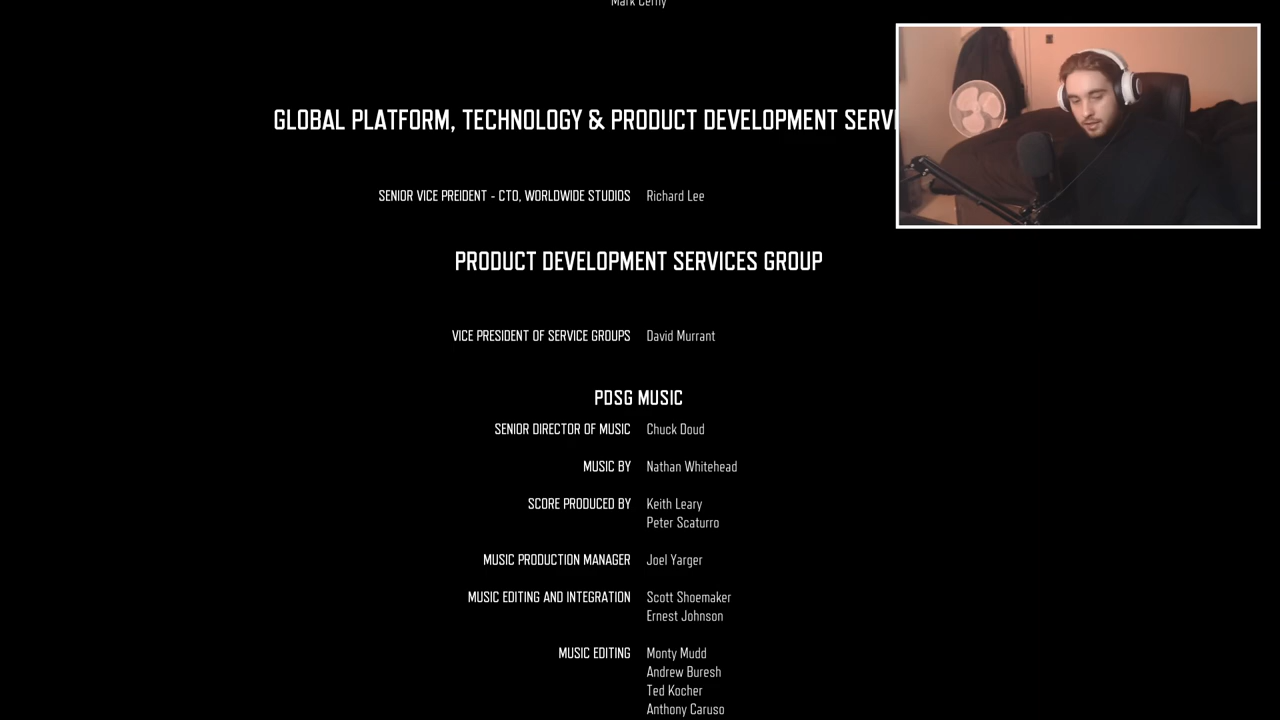 Mark Cerny
GLOBAL PLATFORM, TECHNOLOGY & PRODUCT DEVELOPMENT
SENIOR VICE PREIDENT - CTO, WORLDWIDE STUDIOS Richard Lee
PRODUCT DEVELOPMENT SERVICES GROUP
VICE PRESIDENT OF SERVICE GROUPS David Murrant
PDSG MUSIC
SENIOR DIRECTOR OF MUSIC Chuck Doud
MUSIC BY Nathan Whitehead
SCORE PRODUCED BY Keith Leary
Peter Scaturro
MUSIC PRODUCTION MANAGER Joel Yarger
MUSIC EDITING AND INTEGRATION Scott Shoemaker
Ernest Johnson
MUSIC EDITING Monty Mudd
Andrew Buresh
Ted Kocher
Anthony Caruso